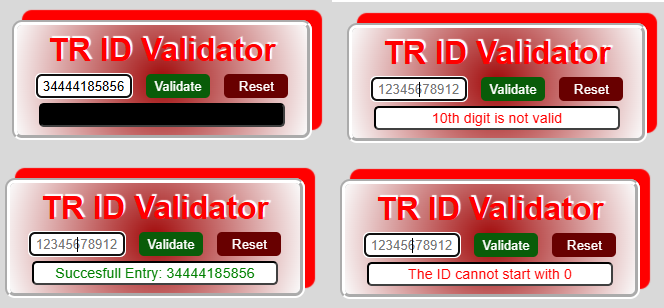 TR ID Validator
34444185856 Validate Reset
TR ID Validator
12345678912 Validate Reset
10th digit is not valid
TR ID Validator
12345678912 Validate Reset
Succesfull Entry: 34444185856
TR ID Validator
12345678912 Validate Reset
The ID cannot start with 0